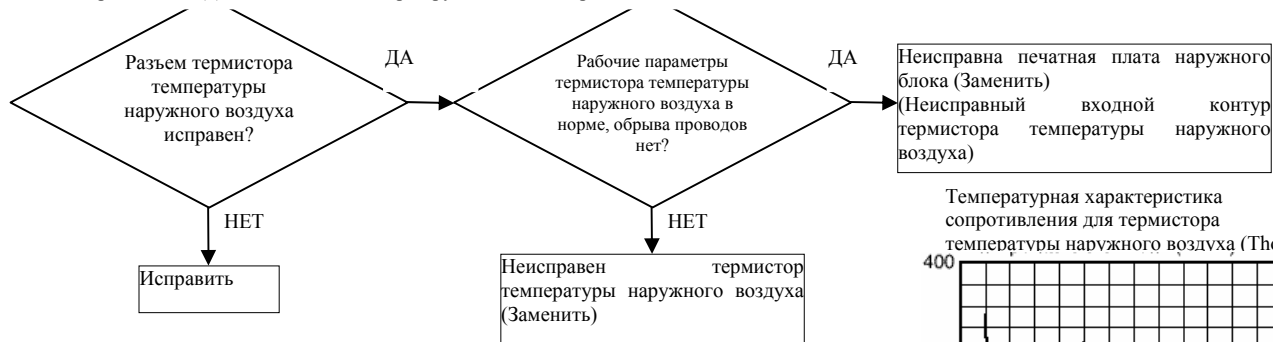 Разъем термистора
температуры
наружного воздуха
исправен?
ДА
Рабочие параметры
термистора температуры
наружного воздуха в
норме, обрыва проводов
нет?
ДА
Неисправна печатная плата наружного
блока (Заменить)
(Неисправный входной контур
термистора температуры наружного
воздуха)
НЕТ
Исправить
НЕТ
Неисправен термистор
температуры наружного воздуха
(Заменить)
Температурная характеристика
сопротивления для термистора
температуры наружного воздуха (The
400